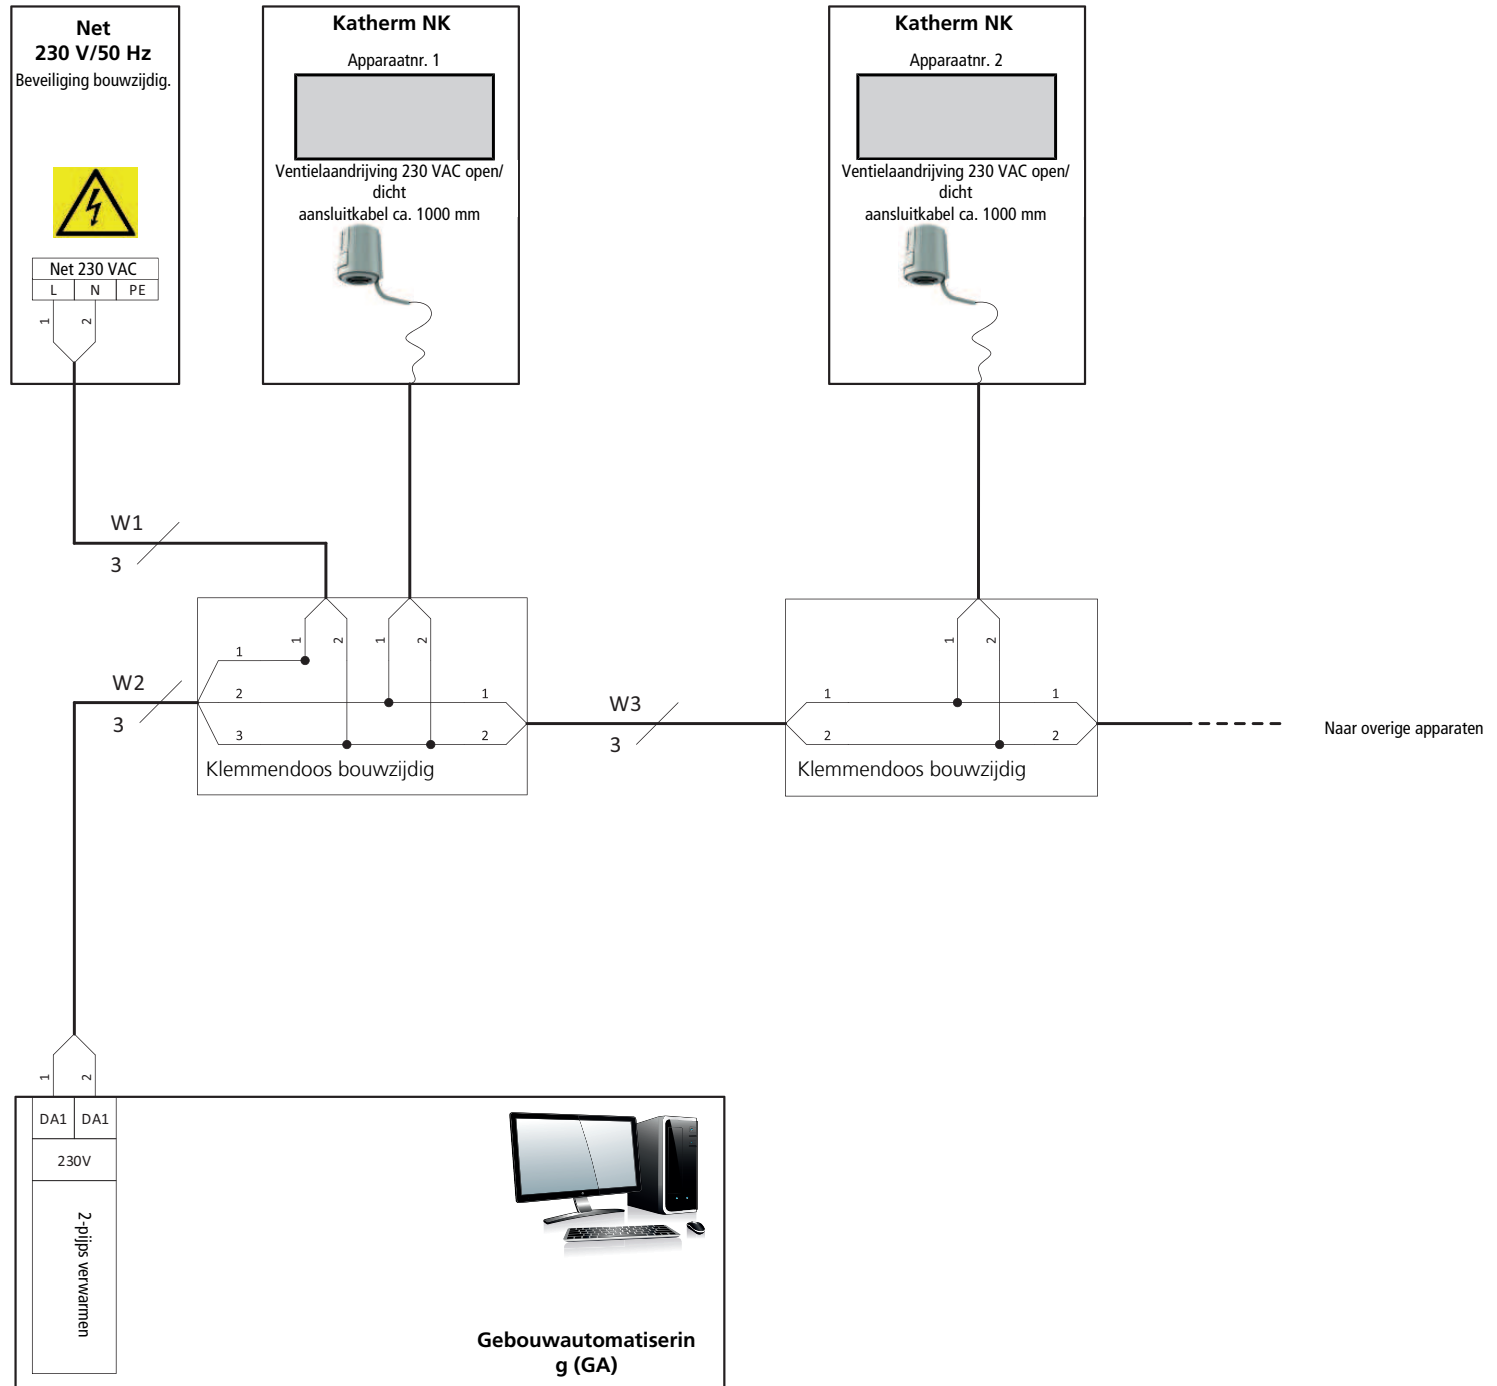 Net
230 V/50 Hz
Beveiliging bouwzijdig.
Net 230 VAC
L N PE
1 2
Katherm NK
Apparaatnr. 1
Ventielaandrijving 230 VAC open/
dicht
aansluitkabel ca. 1000 mm
Katherm NK
Apparaatnr. 2
Ventielaandrijving 230 VAC open/
dicht
aansluitkabel ca. 1000 mm
W1
3
1 2 1 2
1
2 1
3 2
Klemmendoos bouwzijdig
W2
3
W3
3
1 2
1 1
2 2
Klemmendoos bouwzijdig
Naar overige apparaten
1 2
DA1 DA1
230V
2-pijps verwarmen
Gebouwautomatiserin
g (GA)